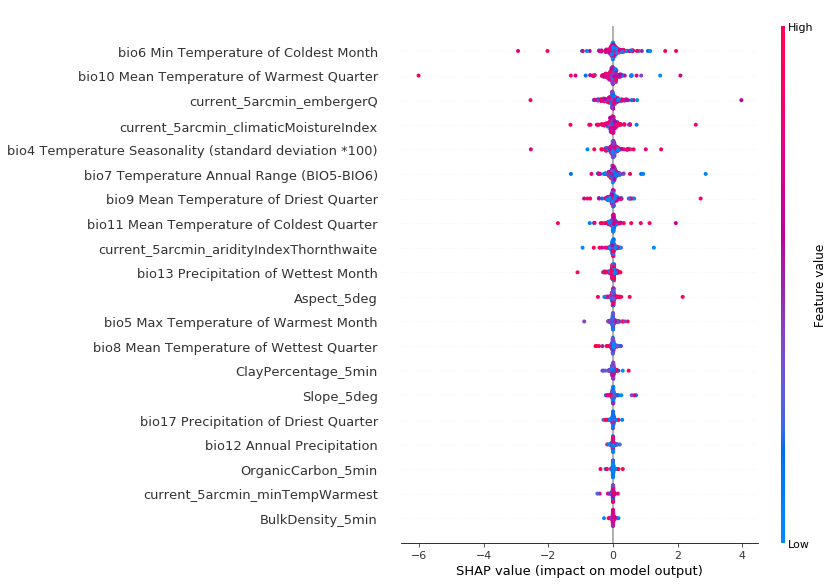 High
bio6 Min Temperature of Coldest Month
bio10 Mean Temperature of Warmest Quarter
current_5arcmin_embergerQ
current_5arcmin_climaticMoistureIndex
bio4 Temperature Seasonality (standard deviation *100)
bio7 Temperature Annual Range (BIO5-BIO6)
bio9 Mean Temperature of Driest Quarter
bio11 Mean Temperature of Coldest Quarter
current_5arcmin_aridityIndexThornthwaite
bio13 Precipitation of Wettest Month
Aspect_5deg
bio5 Max Temperature of Warmest Month
bio8 Mean Temperature of Wettest Quarter
ClayPercentage_5min
Slope_5deg
bio17 Precipitation of Driest Quarter
bio12 Annual Precipitation
OrganicCarbon_5min
current_5arcmin_minTempWarmest
BulkDensity_5min
Feature value
Low
−6 −4 −2 0 2 4
SHAP value (impact on model output)